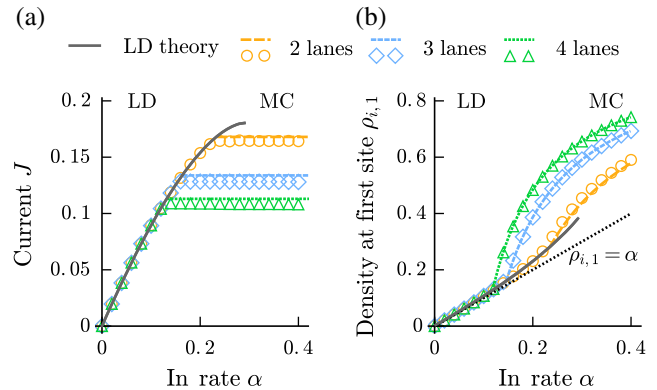 (a)
(b)
LD theory
2 lanes
3 lanes
4 lanes
LD
MC
Current J
0.2
0.15
0.1
0.05
0
0
0.2
0.4
In rate α
LD
MC
Density at first site ρ_{i,1}
0.8
0.6
0.4
0.2
0
ρ_{i,1} = α
0
0.2
0.4
In rate α